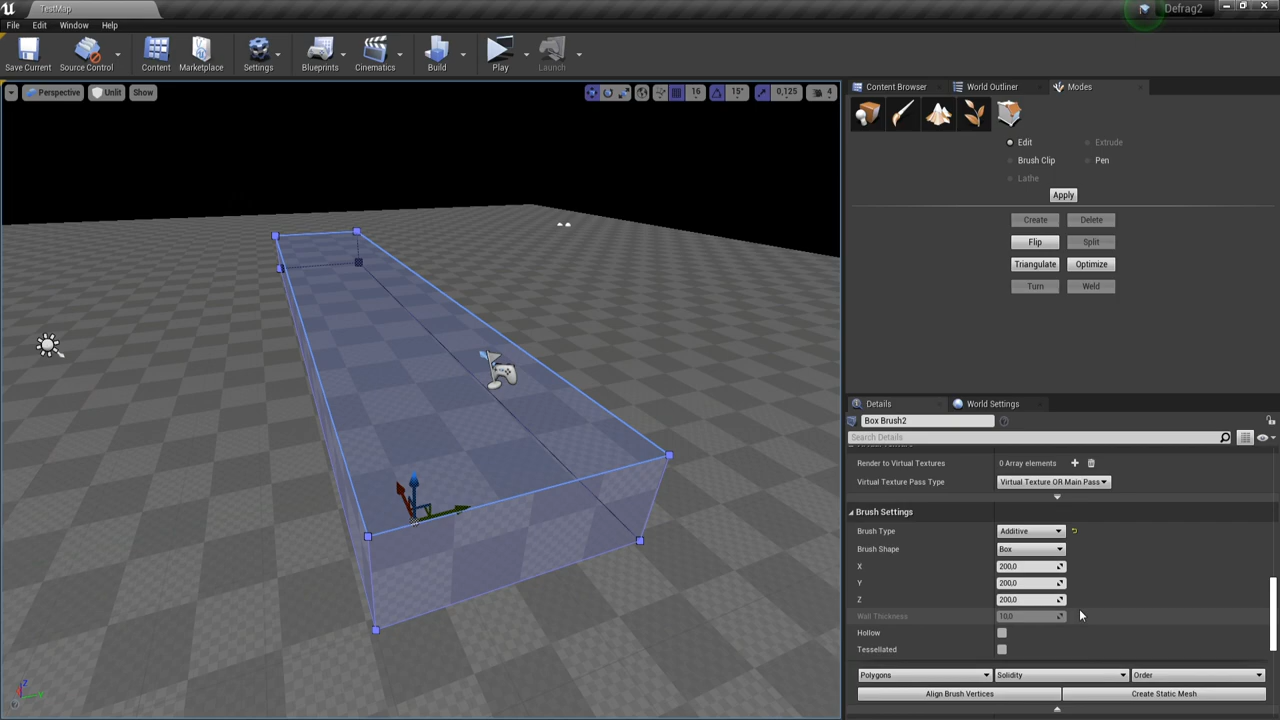 TestMap
Defrag2
File Edit Window Help
Save Current Source Control Content Marketplace Settings Blueprints Cinematics Build Play Launch
Perspective Unlit Show 16 15° 0,125 4
Content Browser World Outliner Modes
Edit Extrude
Brush Clip Pen
Lathe
Apply
Create Delete
Flip Split
Triangulate Optimize
Turn Weld
Details World Settings
Box Brush2
Search Details
Render to Virtual Textures 0 Array elements
Virtual Texture Pass Type Virtual Texture OR Main Pass
Brush Settings
Brush Type Additive
Brush Shape Box
X 200,0
Y 200,0
Z 200,0
Wall Thickness 10,0
Hollow
Tessellated
Polygons Solidity Order
Align Brush Vertices Create Static Mesh
Z
Y